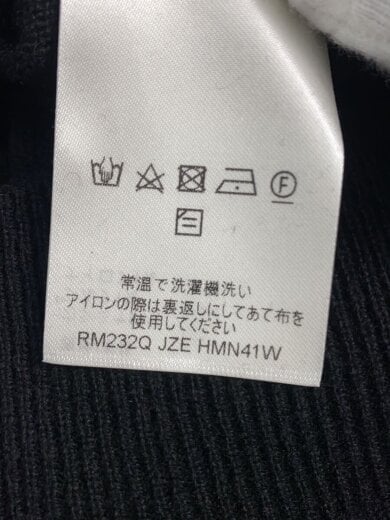 F
常温で洗濯機洗い
アイロンの際は裏返しにしてあて布を
使用してください
RM232Q JZE HMN41W